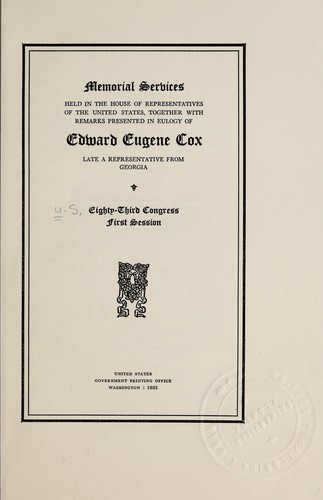 Memorial Services
HELD IN THE HOUSE OF REPRESENTATIVES
OF THE UNITED STATES, TOGETHER WITH
REMARKS PRESENTED IN EULOGY OF
Edward Eugene Cox
LATE A REPRESENTATIVE FROM
GEORGIA
U.S.
Eighty-Third Congress
First Session
UNITED STATES
GOVERNMENT PRINTING OFFICE
WASHINGTON : 1953